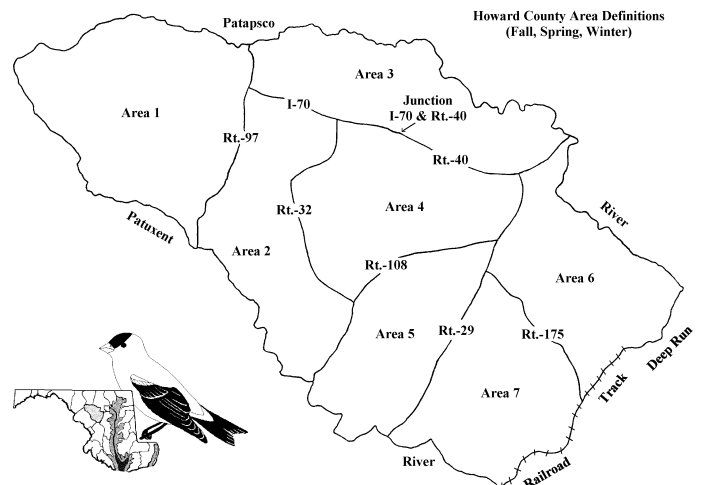 Howard County Area Definitions
(Fall, Spring, Winter)
Patapsco
Area 3
Area 1
I-70
Junction
I-70 & Rt.-40
Rt.-97
Rt.-40
Rt.-32
Area 4
River
Patuxent
Area 2
Rt.-108
Area 6
Area 5
Rt.-29
Rt.-175
Deep Run
Area 7
Track
River
Railroad